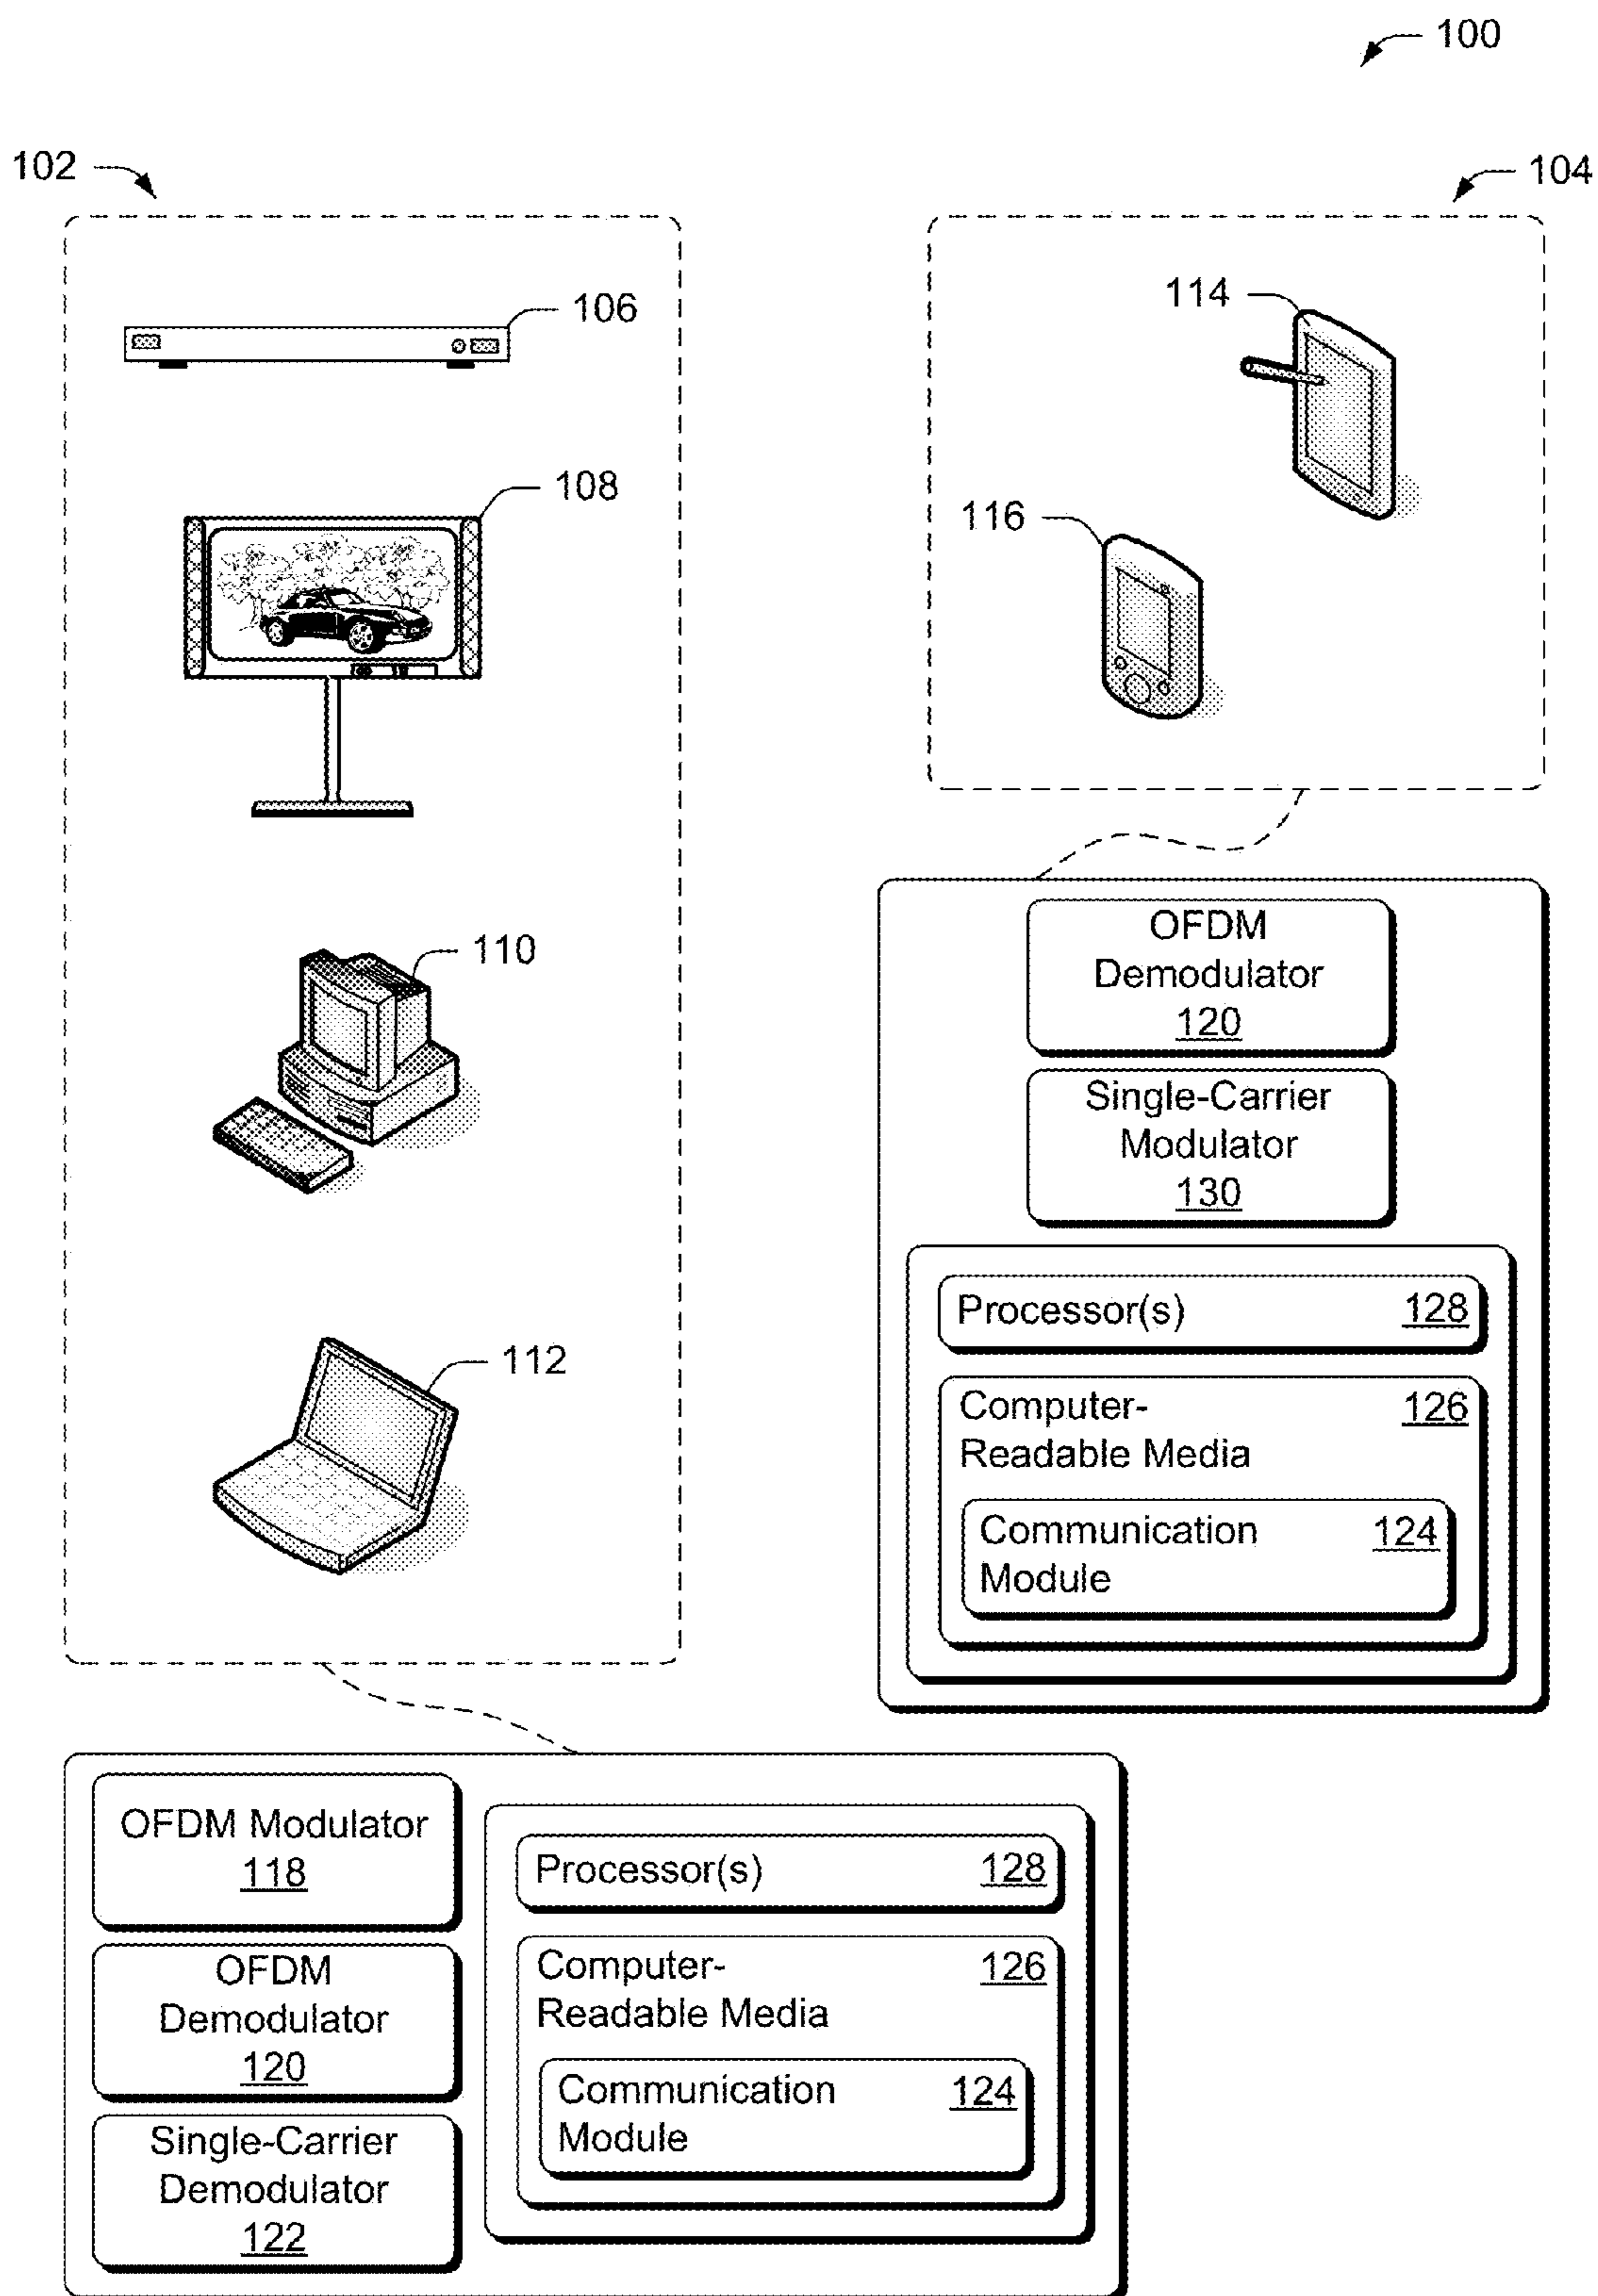 100
102
104
106
114
108
116
110
OFDM
Demodulator
120
Single-Carrier
Modulator
130
Processor(s) 128
Computer- 126
Readable Media
Communication 124
Module
112
OFDM Modulator
118
OFDM
Demodulator
120
Single-Carrier
Demodulator
122
Processor(s) 128
Computer- 126
Readable Media
Communication 124
Module